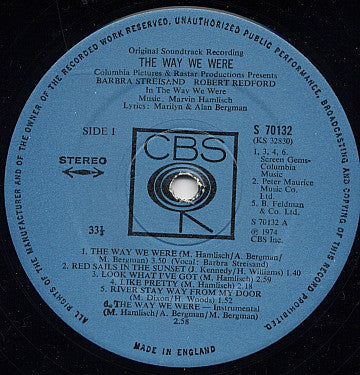 ALL RIGHTS OF THE MANUFACTURER AND OF THE OWNER OF THE RECORDED WORK RESERVED. UNAUTHORIZED PUBLIC PERFORMANCE, BROADCASTING AND COPYING OF THIS RECORD PROHIBITED.
Original Soundtrack Recording
THE WAY WE WERE
Columbia Pictures & Rastar Productions Presents
BARBRA STREISAND ROBERT REDFORD
In The Way We Were
Music: Marvin Hamlisch
Lyrics: Marilyn & Alan Bergman
SIDE 1
STEREO
33⅓
CBS
S 70132
(KS 32830)
1, 3, 4, 6.
Screen Gems-
Columbia
Music
2. Peter Maurice
Music Co.
Ltd.
5. B. Feldman
& Co. Ltd.
S 70132 A
℗ 1974
CBS Inc.
1. THE WAY WE WERE (M. Hamlisch/A. Bergman/
M. Bergman) 3.50 (Vocal: Barbra Streisand)
2. RED SAILS IN THE SUNSET (J. Kennedy/H. Williams) 1.40
3. LOOK WHAT I'VE GOT (M. Hamlisch) 2.59
4. LIKE PRETTY (M. Hamlisch) 2.18
5. RIVER STAY WAY FROM MY DOOR
(M. Dixon/H. Woods) 1.52
6. THE WAY WE WERE — Instrumental
(M. Hamlisch/A. Bergman/M. Bergman)
2.58
MADE IN ENGLAND